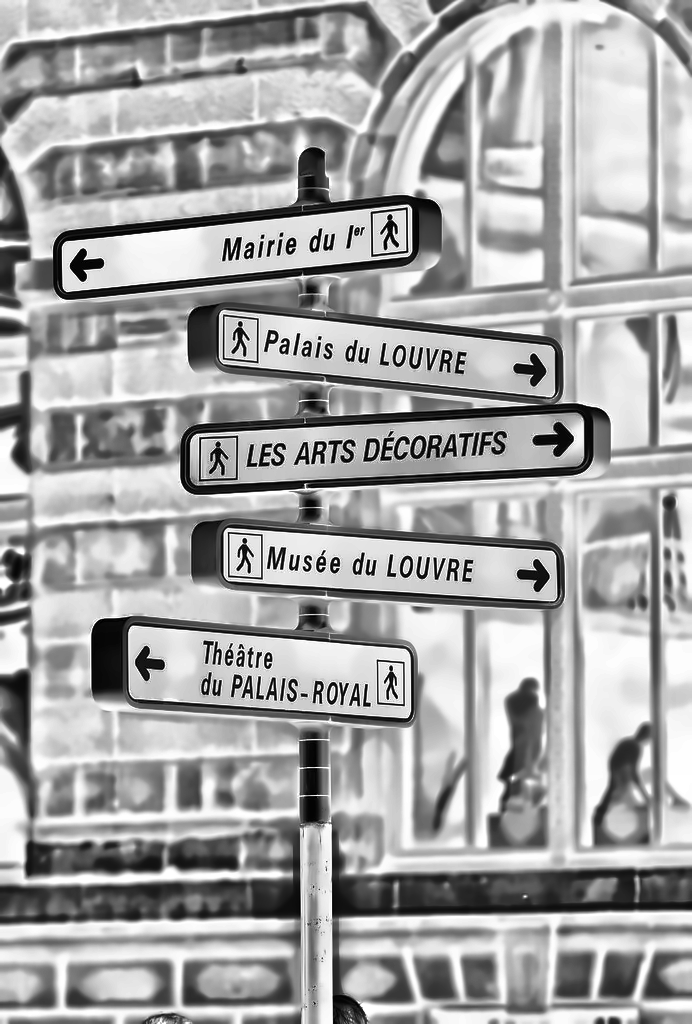 Mairie du Ier
Palais du LOUVRE
LES ARTS DÉCORATIFS
Musée du LOUVRE
Théâtre
du PALAIS-ROYAL